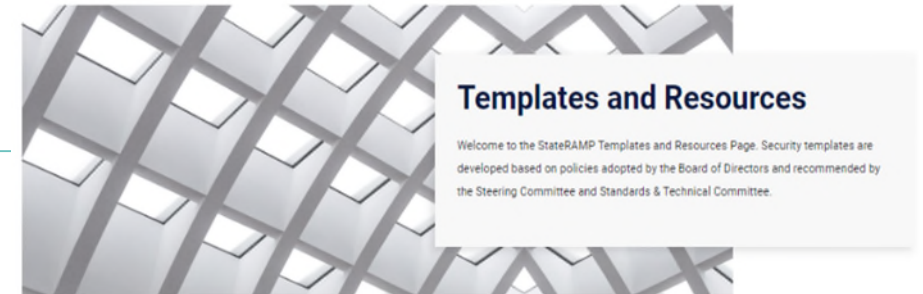 Templates and Resources
Welcome to the StateRAMP Templates and Resources Page. Security templates are
developed based on policies adopted by the Board of Directors and recommended by
the Steering Committee and Standards & Technical Committee.